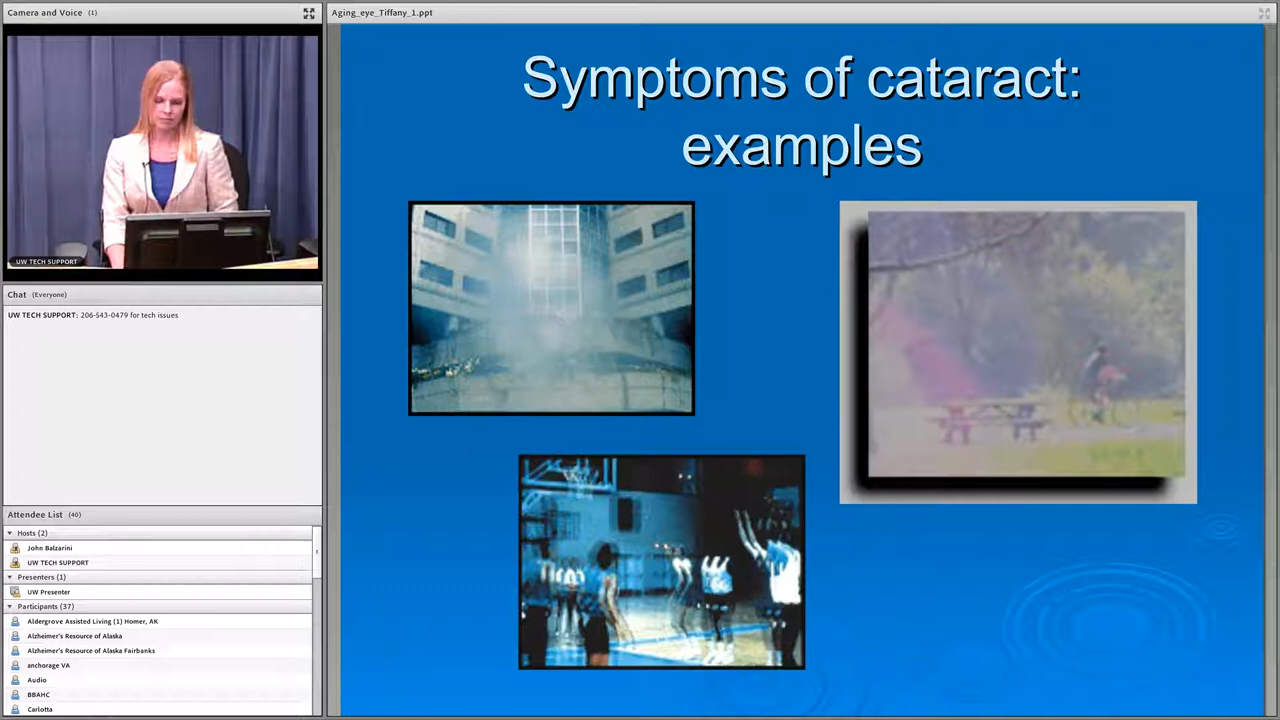 Camera and Voice (1)
UW TECH SUPPORT
Chat (Everyone)
UW TECH SUPPORT: 206-543-0479 for tech issues
Attendee List (40)
Hosts (2)
John Balzarini
UW TECH SUPPORT
Presenters (1)
UW Presenter
Participants (37)
Aldergrove Assisted Living (1) Homer, AK
Alzheimer's Resource of Alaska
Alzheimer's Resource of Alaska Fairbanks
anchorage VA
Audio
BBAHC
Carlotta
Aging_eye_Tiffany_1.ppt
Symptoms of cataract:
examples